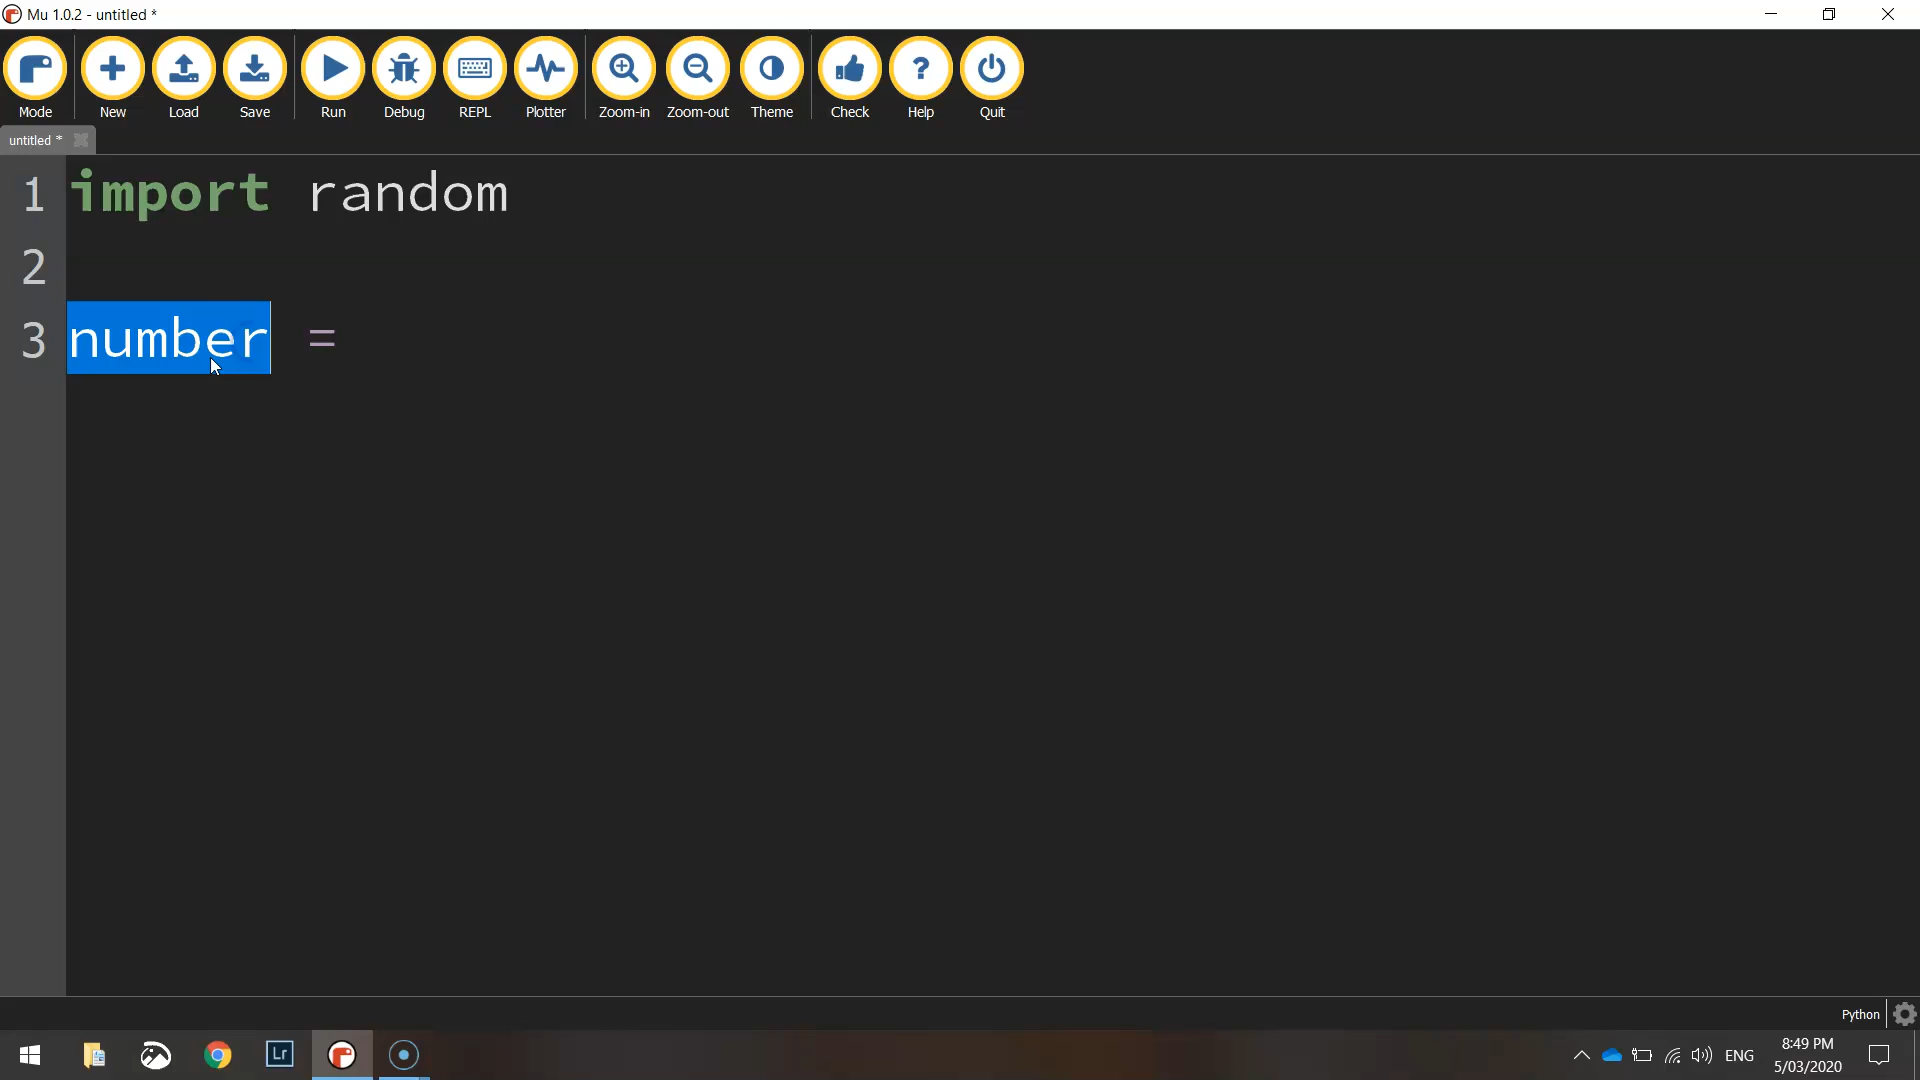 Mu 1.0.2 - untitled *
Mode New Load Save Run Debug REPL Plotter Zoom-in Zoom-out Theme Check Help Quit
untitled *
1 import random
2
3 number =
Python
Lr
ENG
8:49 PM
5/03/2020